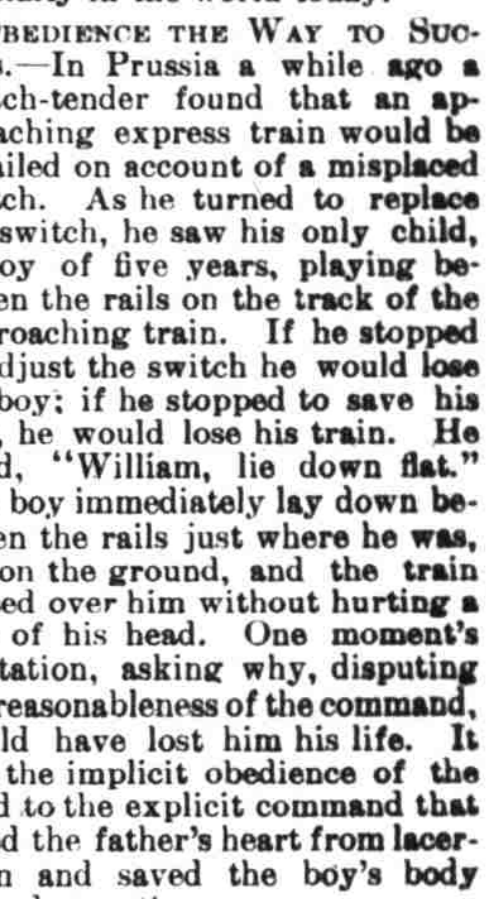 BEDIENCE THE WAY TO SUC-
s.—In Prussia a while ago a
ch-tender found that an ap-
aching express train would be
ailed on account of a misplaced
ch. As he turned to replace
switch, he saw his only child,
oy of five years, playing be-
en the rails on the track of the
roaching train. If he stopped
djust the switch he would lose
boy; if he stopped to save his
, he would lose his train. He
d, "William, lie down flat."
boy immediately lay down be-
en the rails just where he was,
on the ground, and the train
ed over him without hurting a
of his head. One moment's
tation, asking why, disputing
reasonableness of the command,
ld have lost him his life. It
the implicit obedience of the
d to the explicit command that
d the father's heart from lacer-
n and saved the boy's body